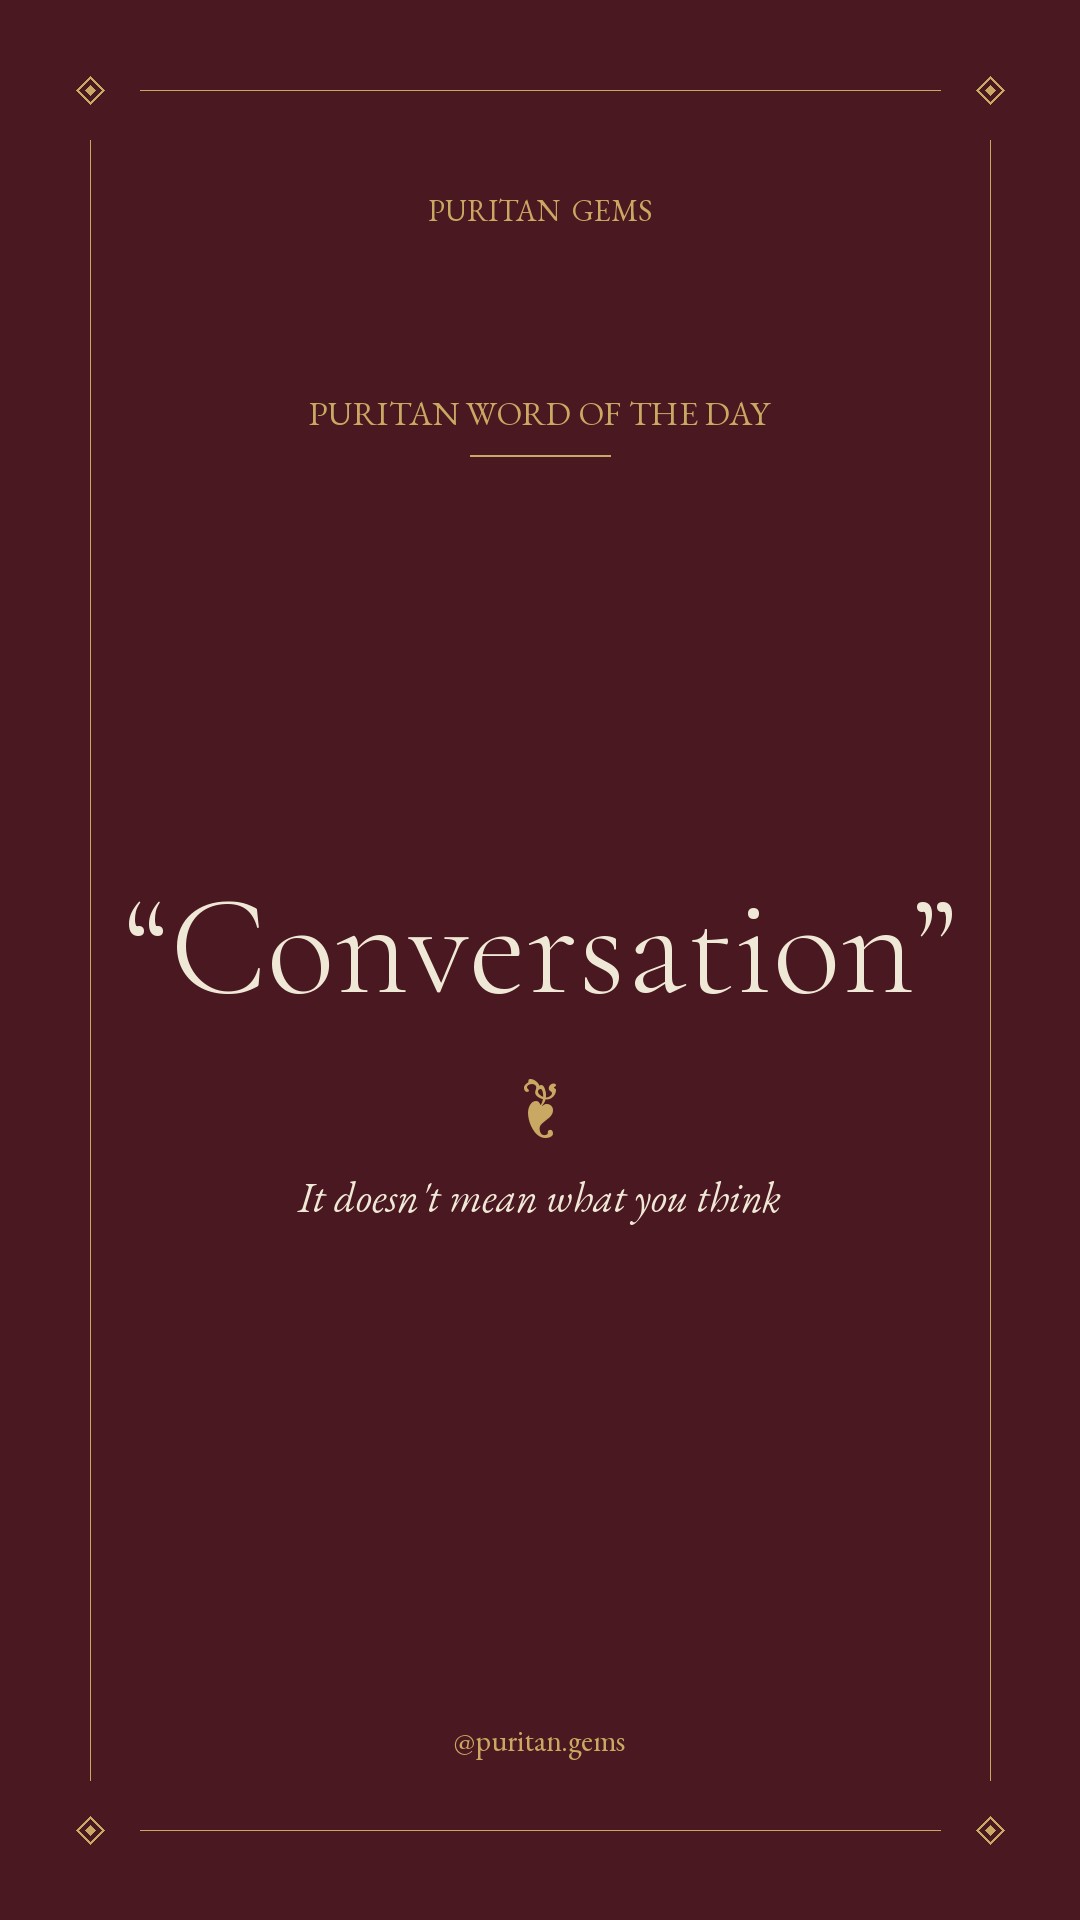 PURITAN GEMS
PURITAN WORD OF THE DAY
“Conversation”
It doesn't mean what you think
@puritan.gems